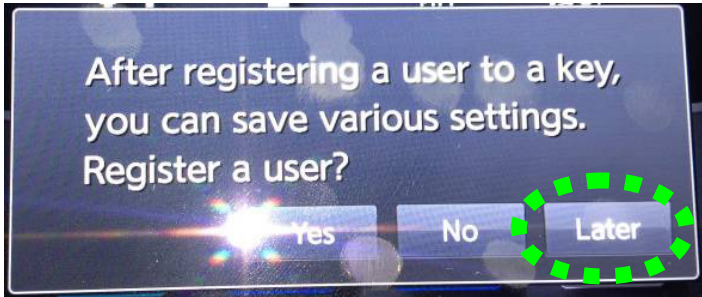 After registering a user to a key,
you can save various settings.
Register a user?
Yes No Later